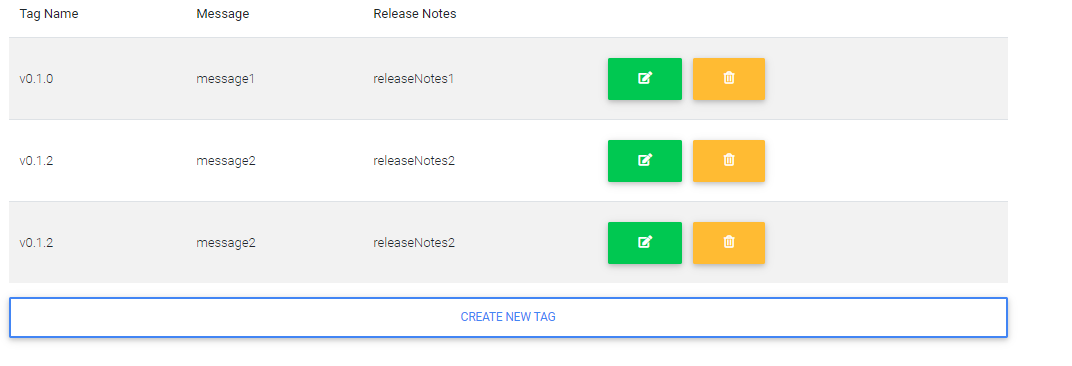 Tag Name Message Release Notes
v0.1.0 message1 releaseNotes1
v0.1.2 message2 releaseNotes2
v0.1.2 message2 releaseNotes2
CREATE NEW TAG